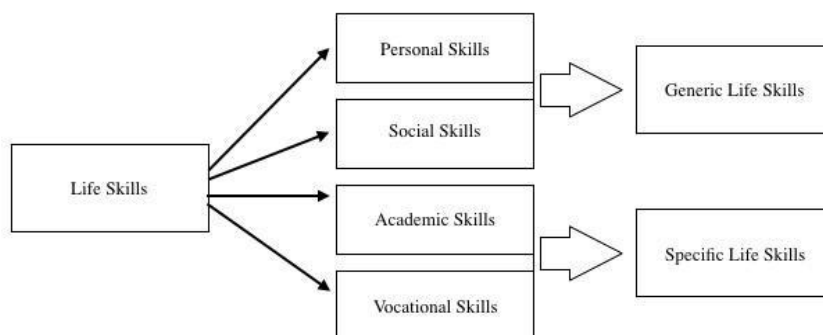 Personal Skills
Generic Life Skills
Social Skills
Life Skills
Academic Skills
Specific Life Skills
Vocational Skills